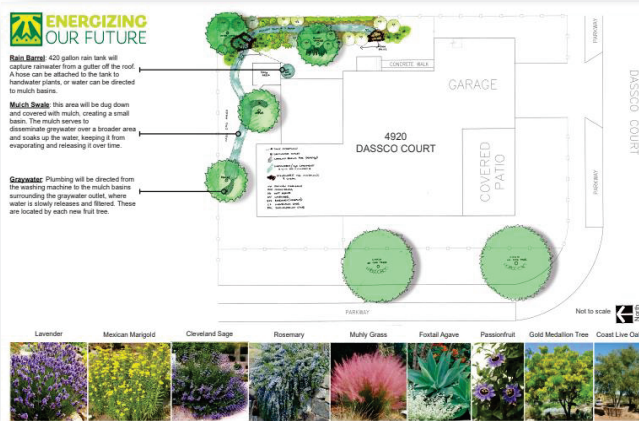 ENERGIZING
OUR FUTURE
Rain Barrel: 420 gallon rain tank will
capture rainwater from a gutter off the roof.
A hose can be attached to the tank to
handwater plants, or water can be directed
to mulch basins.
Mulch Swale: this area will be dug down
and covered with mulch, creating a small
basin. The mulch serves to
disseminate greywater over a broader area
and soaks up the water, keeping it from
evaporating and releasing it over time.
Graywater: Plumbing will be directed from
the washing machine to the mulch basins
surrounding the graywater outlet, where
water is slowly releases and filtered. These
are located by each new fruit tree.
CONCRETE WALK
GARAGE
4920
DASSCO COURT
COVERED
PATIO
PARKWAY
PARKWAY
DASSCO COURT
PARKWAY
Not to scale
North
Lavender
Mexican Marigold
Cleveland Sage
Rosemary
Muhly Grass
Foxtail Agave
Passionfruit
Gold Medallion Tree
Coast Live Oa